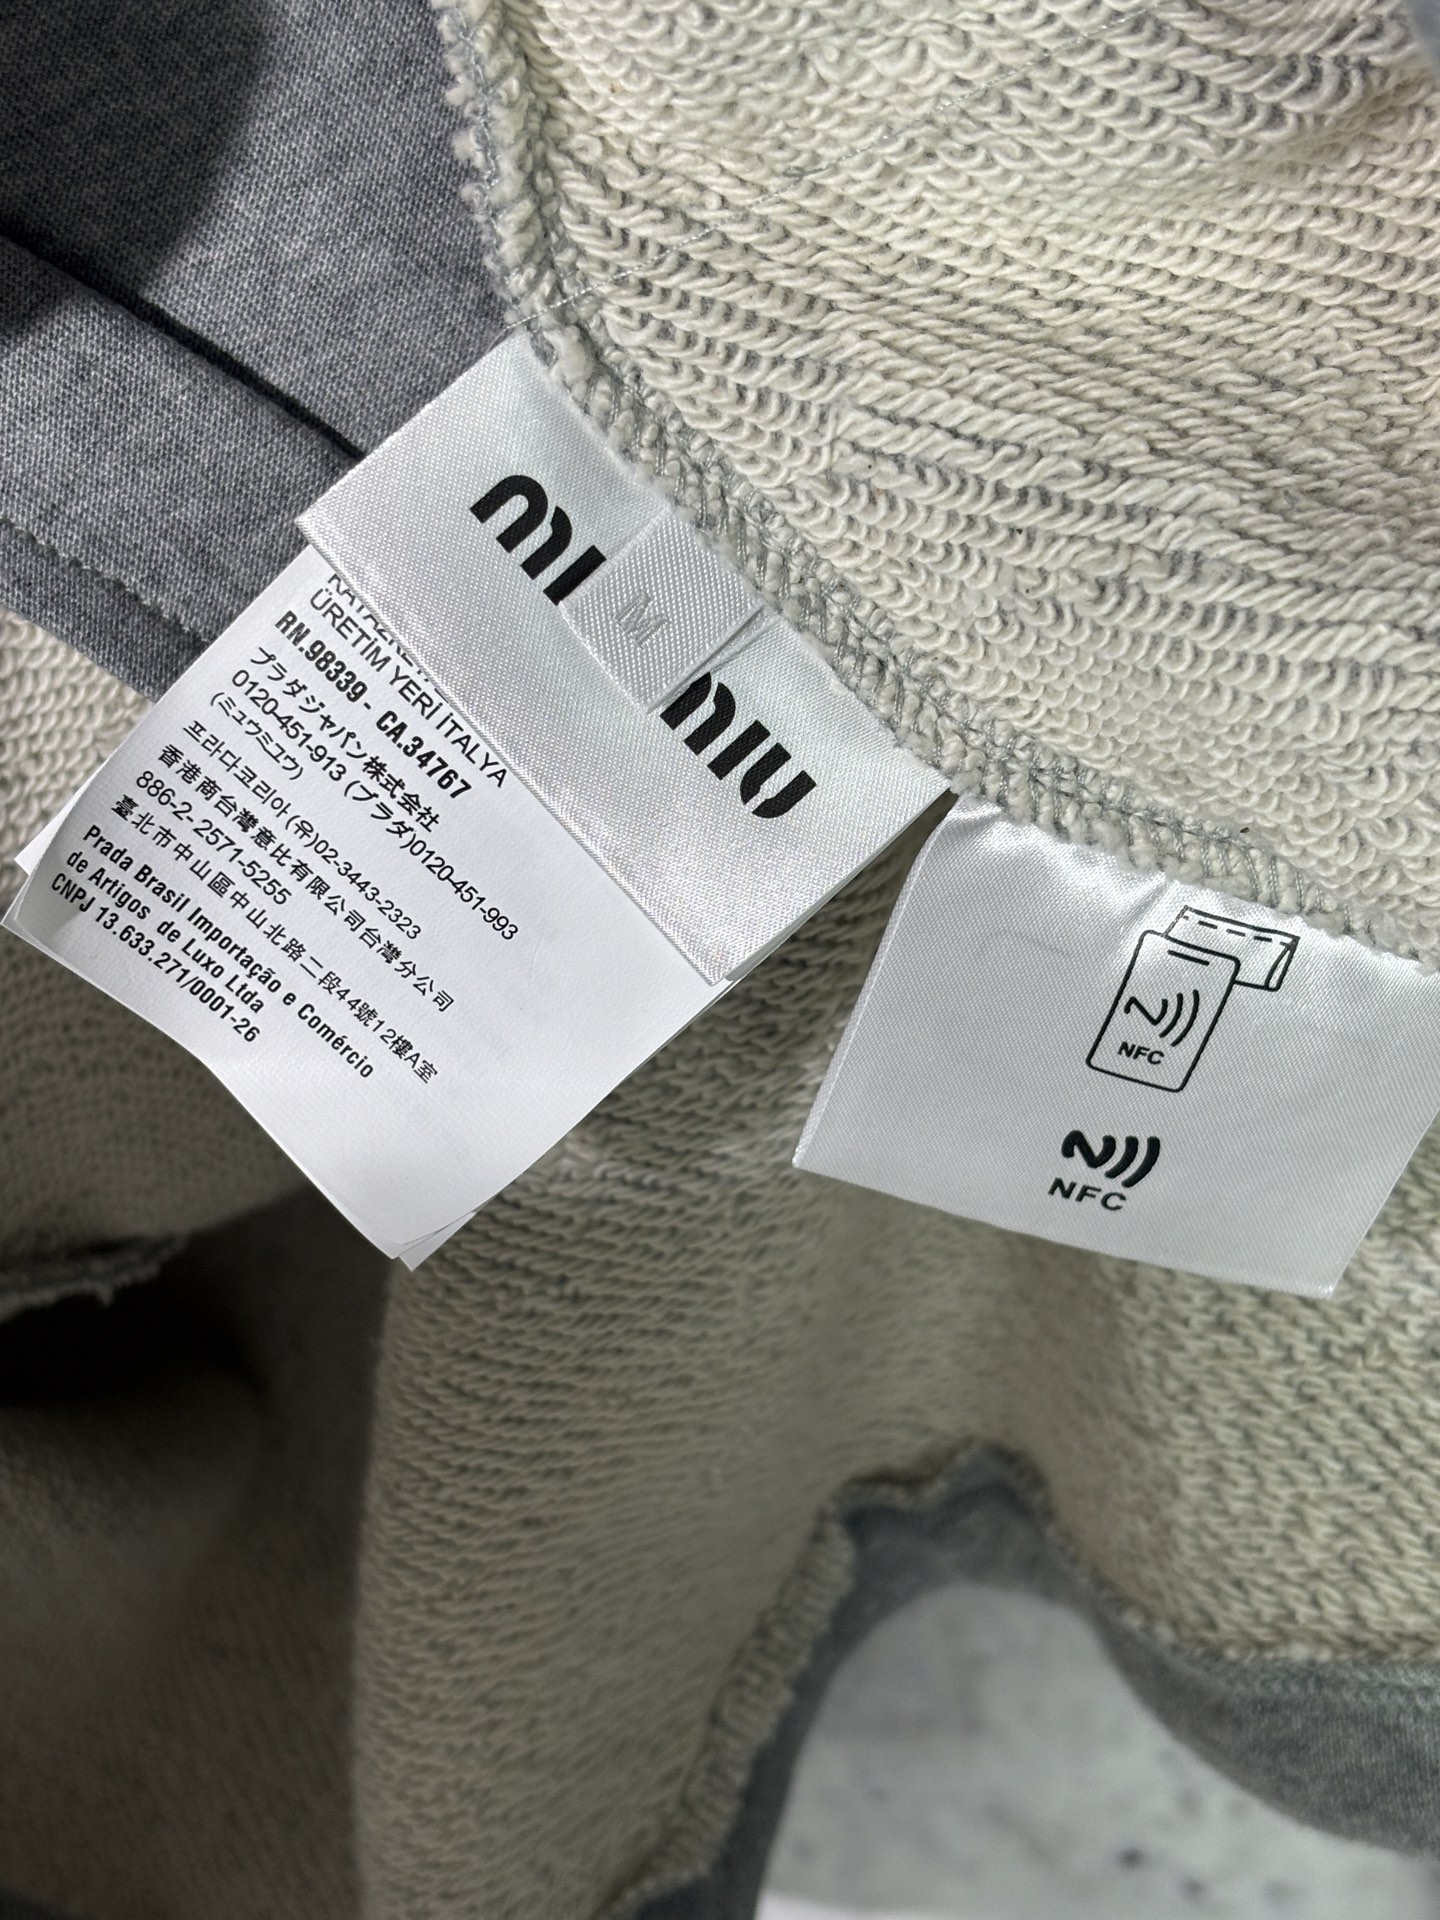 miu
M
miu
ÜRETİM YERİ İTALYA
RN.98339 - CA.34767
プラダジャパン株式会社
0120-451-913 (プラダ)0120-451-993
(ミュウミュウ)
프라다코리아(유)02-3443-2323
香港商台灣意比有限公司台灣分公司
886-2-2571-5255
臺北市中山區中山北路二段44號12樓A室
Prada Brasil Importação e Comércio
de Artigos de Luxo Ltda
CNPJ 13.633.271/0001-26
NFC
NFC